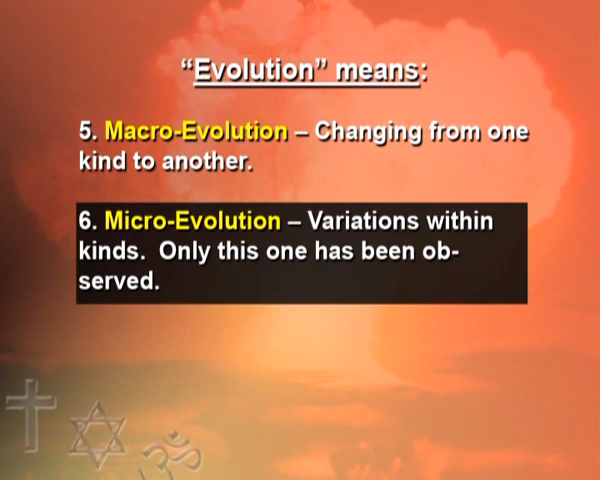 “Evolution” means:
5. Macro-Evolution – Changing from one
kind to another.
6. Micro-Evolution – Variations within
kinds.  Only this one has been ob-
served.
ॐ